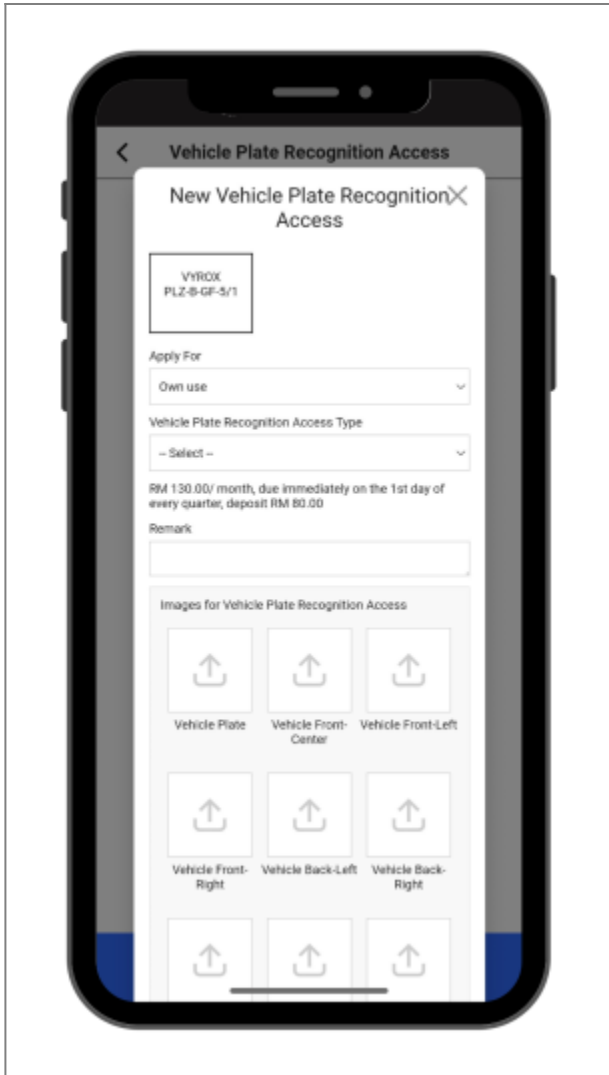 Vehicle Plate Recognition Access
New Vehicle Plate Recognition
Access
VYROX
PLZ-B-GF-5/1
Apply For
Own use
Vehicle Plate Recognition Access Type
-- Select --
RM 130.00/ month, due immediately on the 1st day of
every quarter, deposit RM 80.00
Remark
Images for Vehicle Plate Recognition Access
Vehicle Plate
Vehicle Front-
Center
Vehicle Front-Left
Vehicle Front-
Right
Vehicle Back-Left
Vehicle Back-
Right